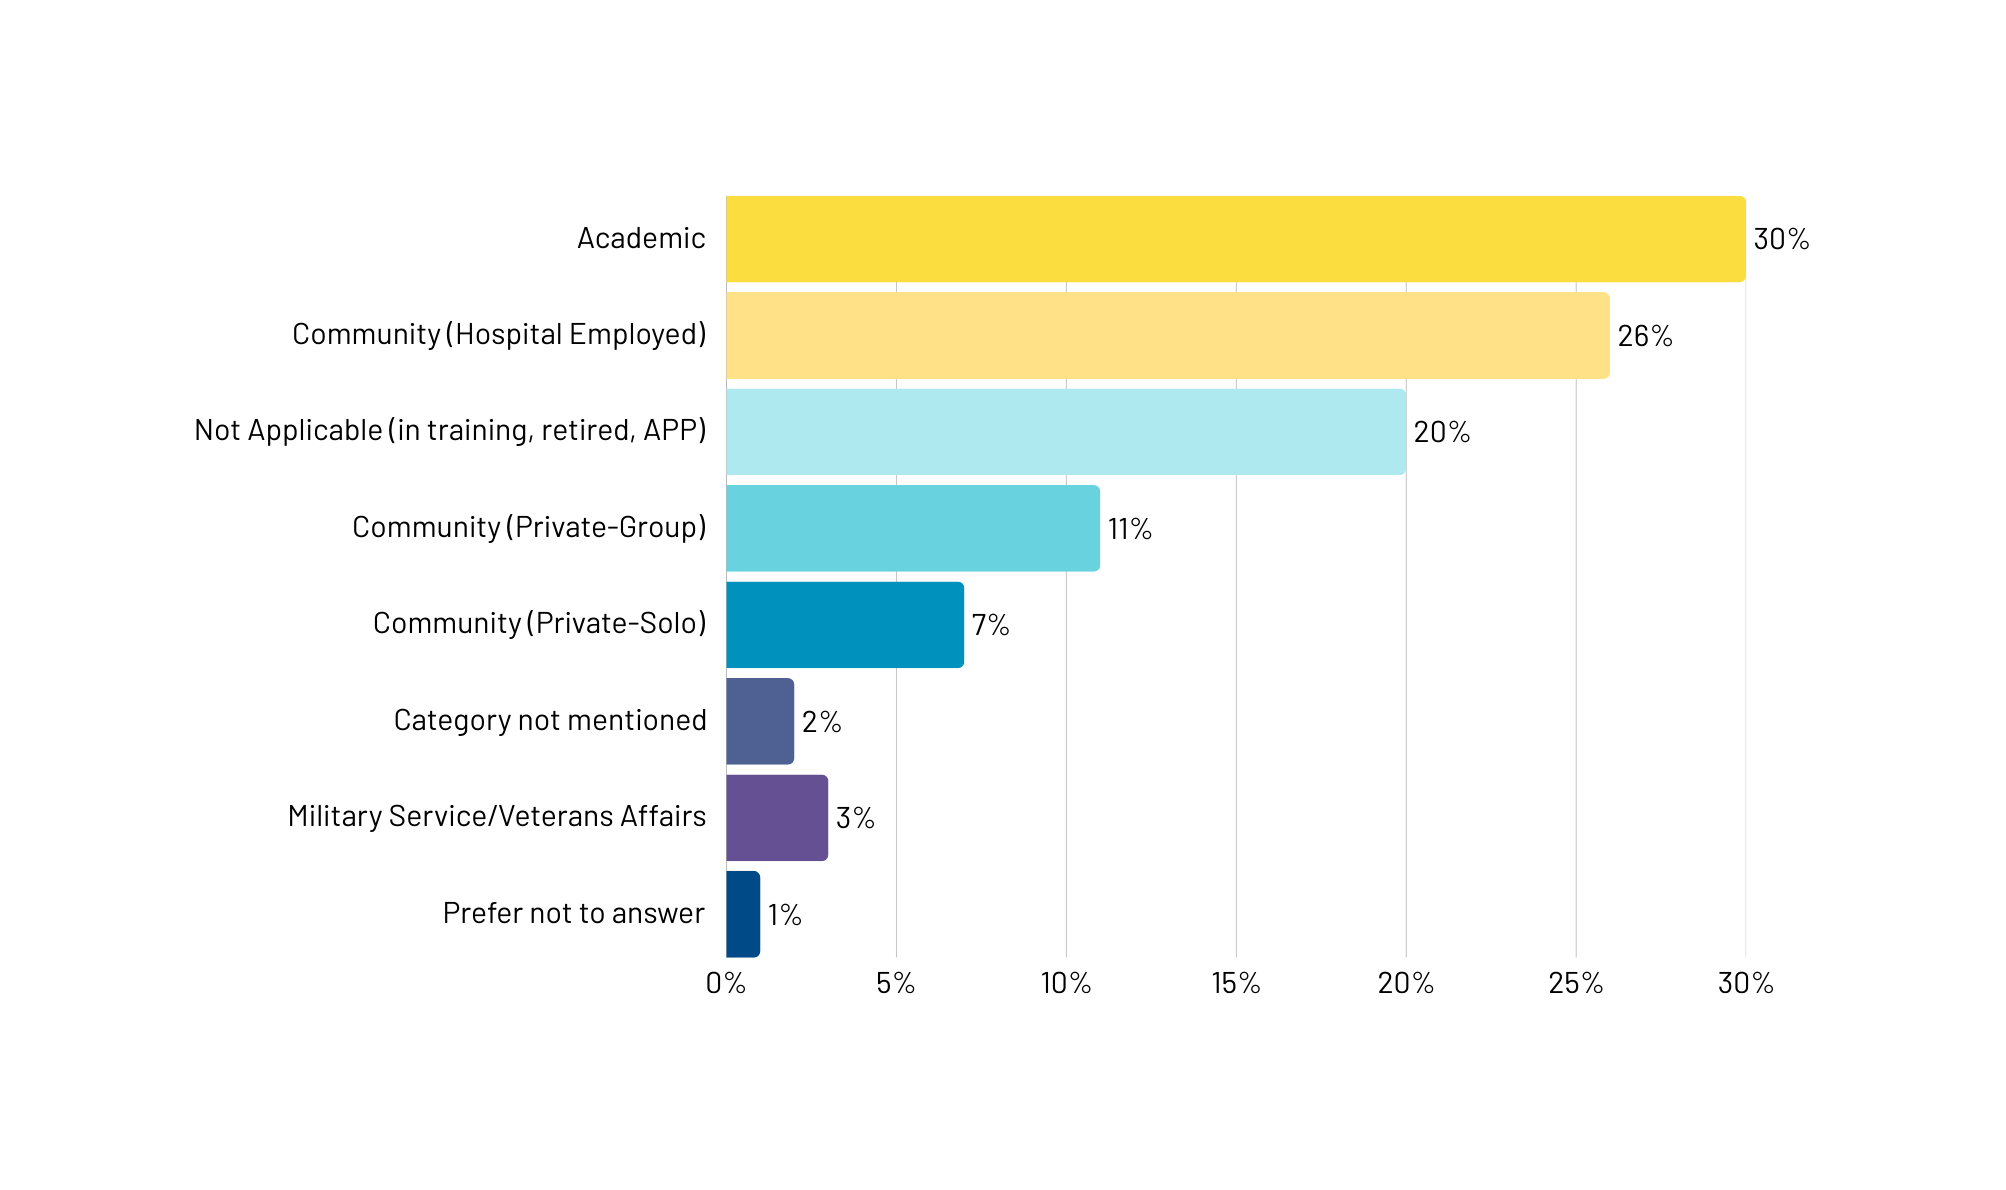 Academic 30%
Community (Hospital Employed) 26%
Not Applicable (in training, retired, APP) 20%
Community (Private-Group) 11%
Community (Private-Solo) 7%
Category not mentioned 2%
Military Service/Veterans Affairs 3%
Prefer not to answer 1%
0% 5% 10% 15% 20% 25% 30%